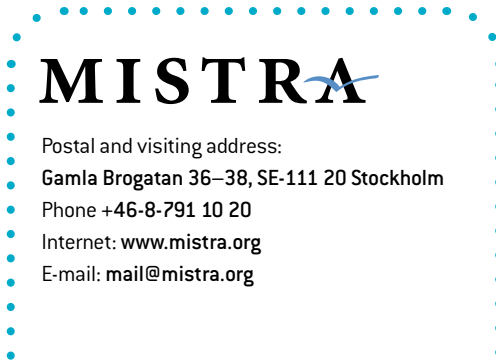 MISTRA
Postal and visiting address:
Gamla Brogatan 36–38, SE-111 20 Stockholm
Phone +46-8-791 10 20
Internet: www.mistra.org
E-mail: mail@mistra.org